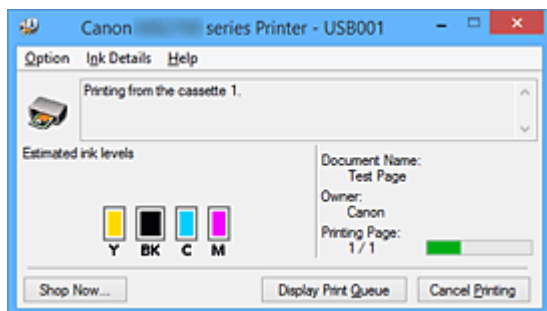 Canon series Printer - USB001
Option Ink Details Help
Printing from the cassette 1.
Estimated ink levels
Document Name:
Test Page
Owner:
Canon
Printing Page:
1 / 1
Y BK C M
Shop Now... Display Print Queue Cancel Printing